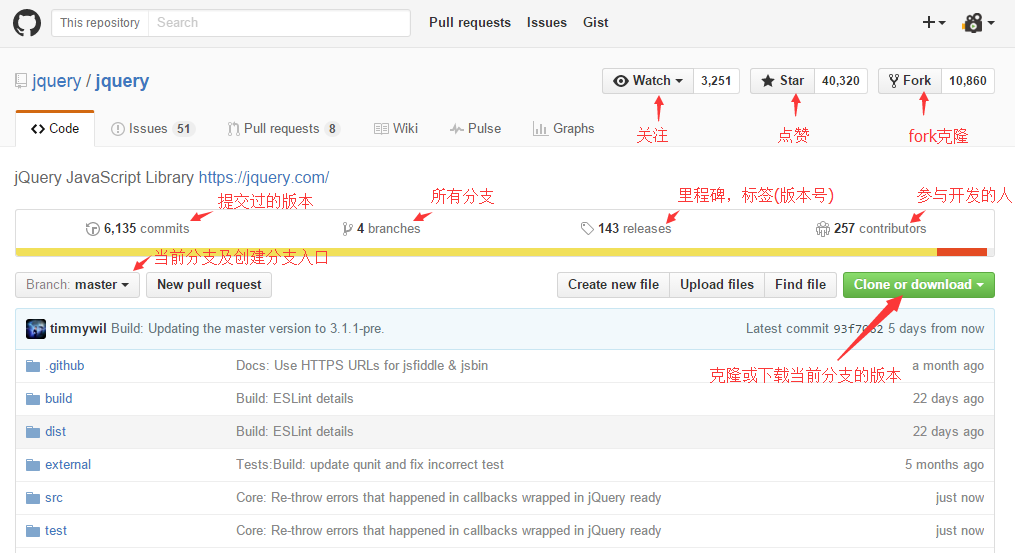 This repository Search Pull requests Issues Gist
jquery / jquery Watch 3,251 Star 40,320 Fork 10,860
关注 点赞 fork克隆
Code Issues 51 Pull requests 8 Wiki Pulse Graphs
jQuery JavaScript Library https://jquery.com/
提交过的版本 所有分支 里程碑，标签(版本号) 参与开发的人
6,135 commits 4 branches 143 releases 257 contributors
当前分支及创建分支入口
Branch: master New pull request Create new file Upload files Find file Clone or download
timmywil Build: Updating the master version to 3.1.1-pre. Latest commit 5 days from now
.github Docs: Use HTTPS URLs for jsfiddle & jsbin a month ago
克隆或下载当前分支的版本
build Build: ESLint details 22 days ago
dist Build: ESLint details 22 days ago
external Tests:Build: update qunit and fix incorrect test 5 months ago
src Core: Re-throw errors that happened in callbacks wrapped in jQuery ready just now
test Core: Re-throw errors that happened in callbacks wrapped in jQuery ready just now